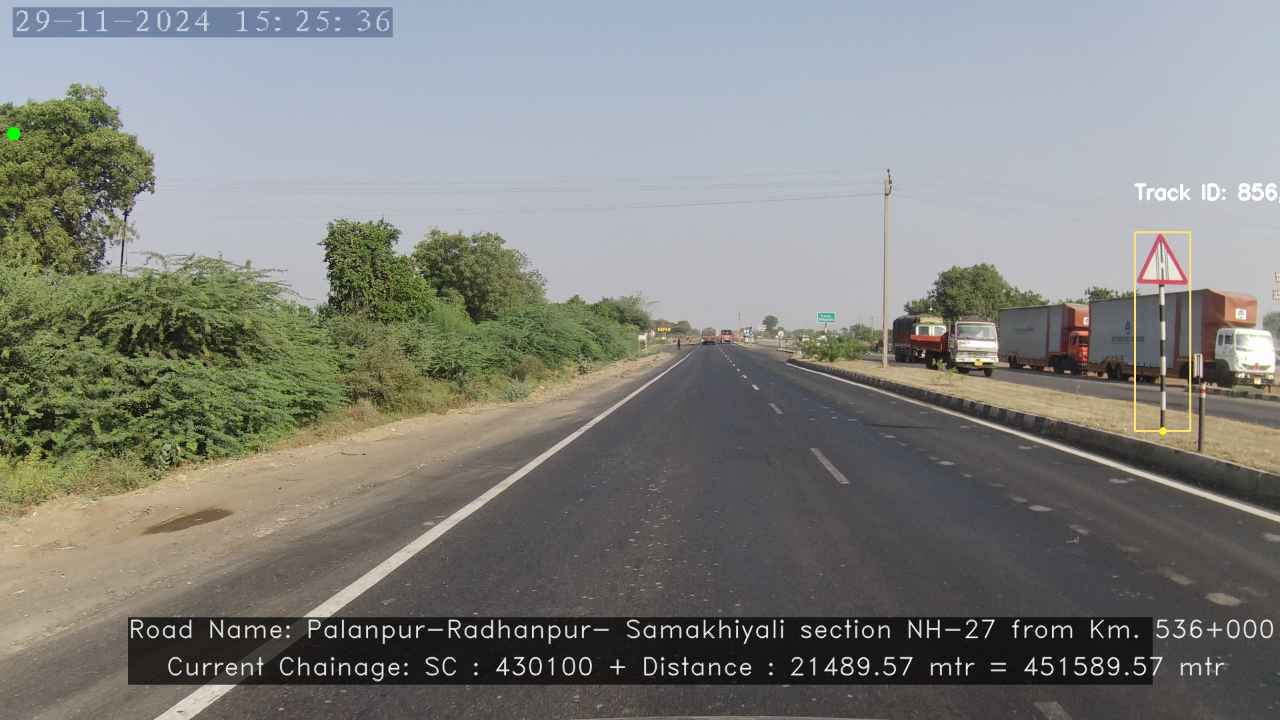 29-11-2024 15:25:36
Track ID: 856,
Road Name: Palanpur-Radhanpur- Samakhiyali section NH-27 from Km. 536+000
Current Chainage: SC : 430100 + Distance : 21489.57 mtr = 451589.57 mtr